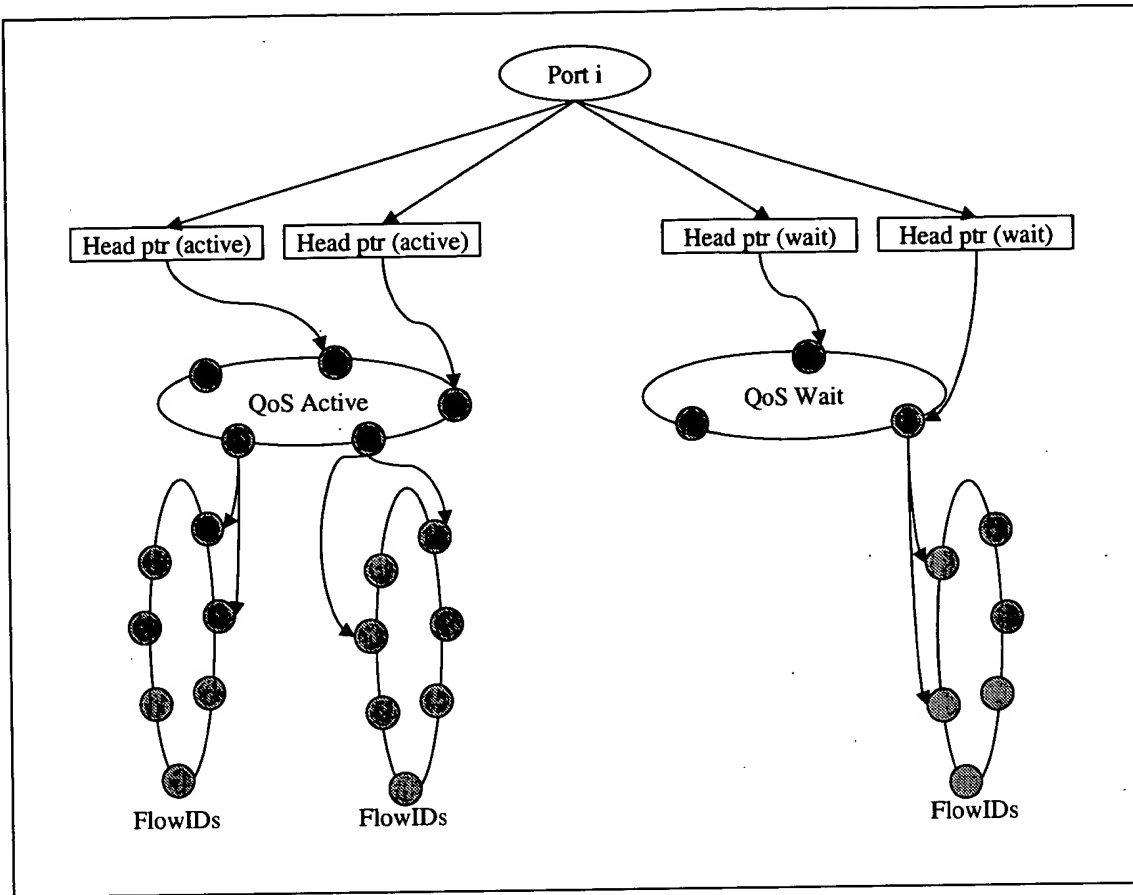 Port i
Head ptr (active)
Head ptr (active)
Head ptr (wait)
Head ptr (wait)
QoS Active
QoS Wait
FlowIDs
FlowIDs
FlowIDs